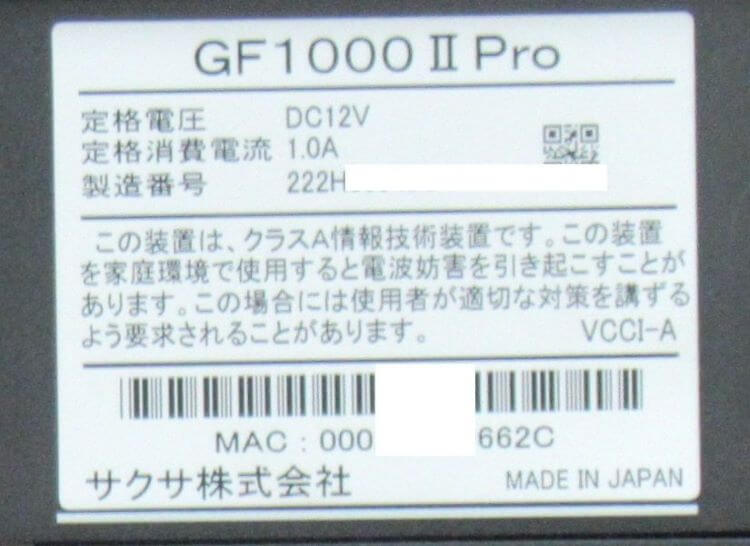 GF1000ⅡPro
定格電圧 DC12V
定格消費電流 1.0A
製造番号 222H
この装置は、クラスA情報技術装置です。この装置
を家庭環境で使用すると電波妨害を引き起こすことが
あります。この場合には使用者が適切な対策を講ずる
よう要求されることがあります。 VCCI-A
MAC : 000 662C
サクサ株式会社 MADE IN JAPAN